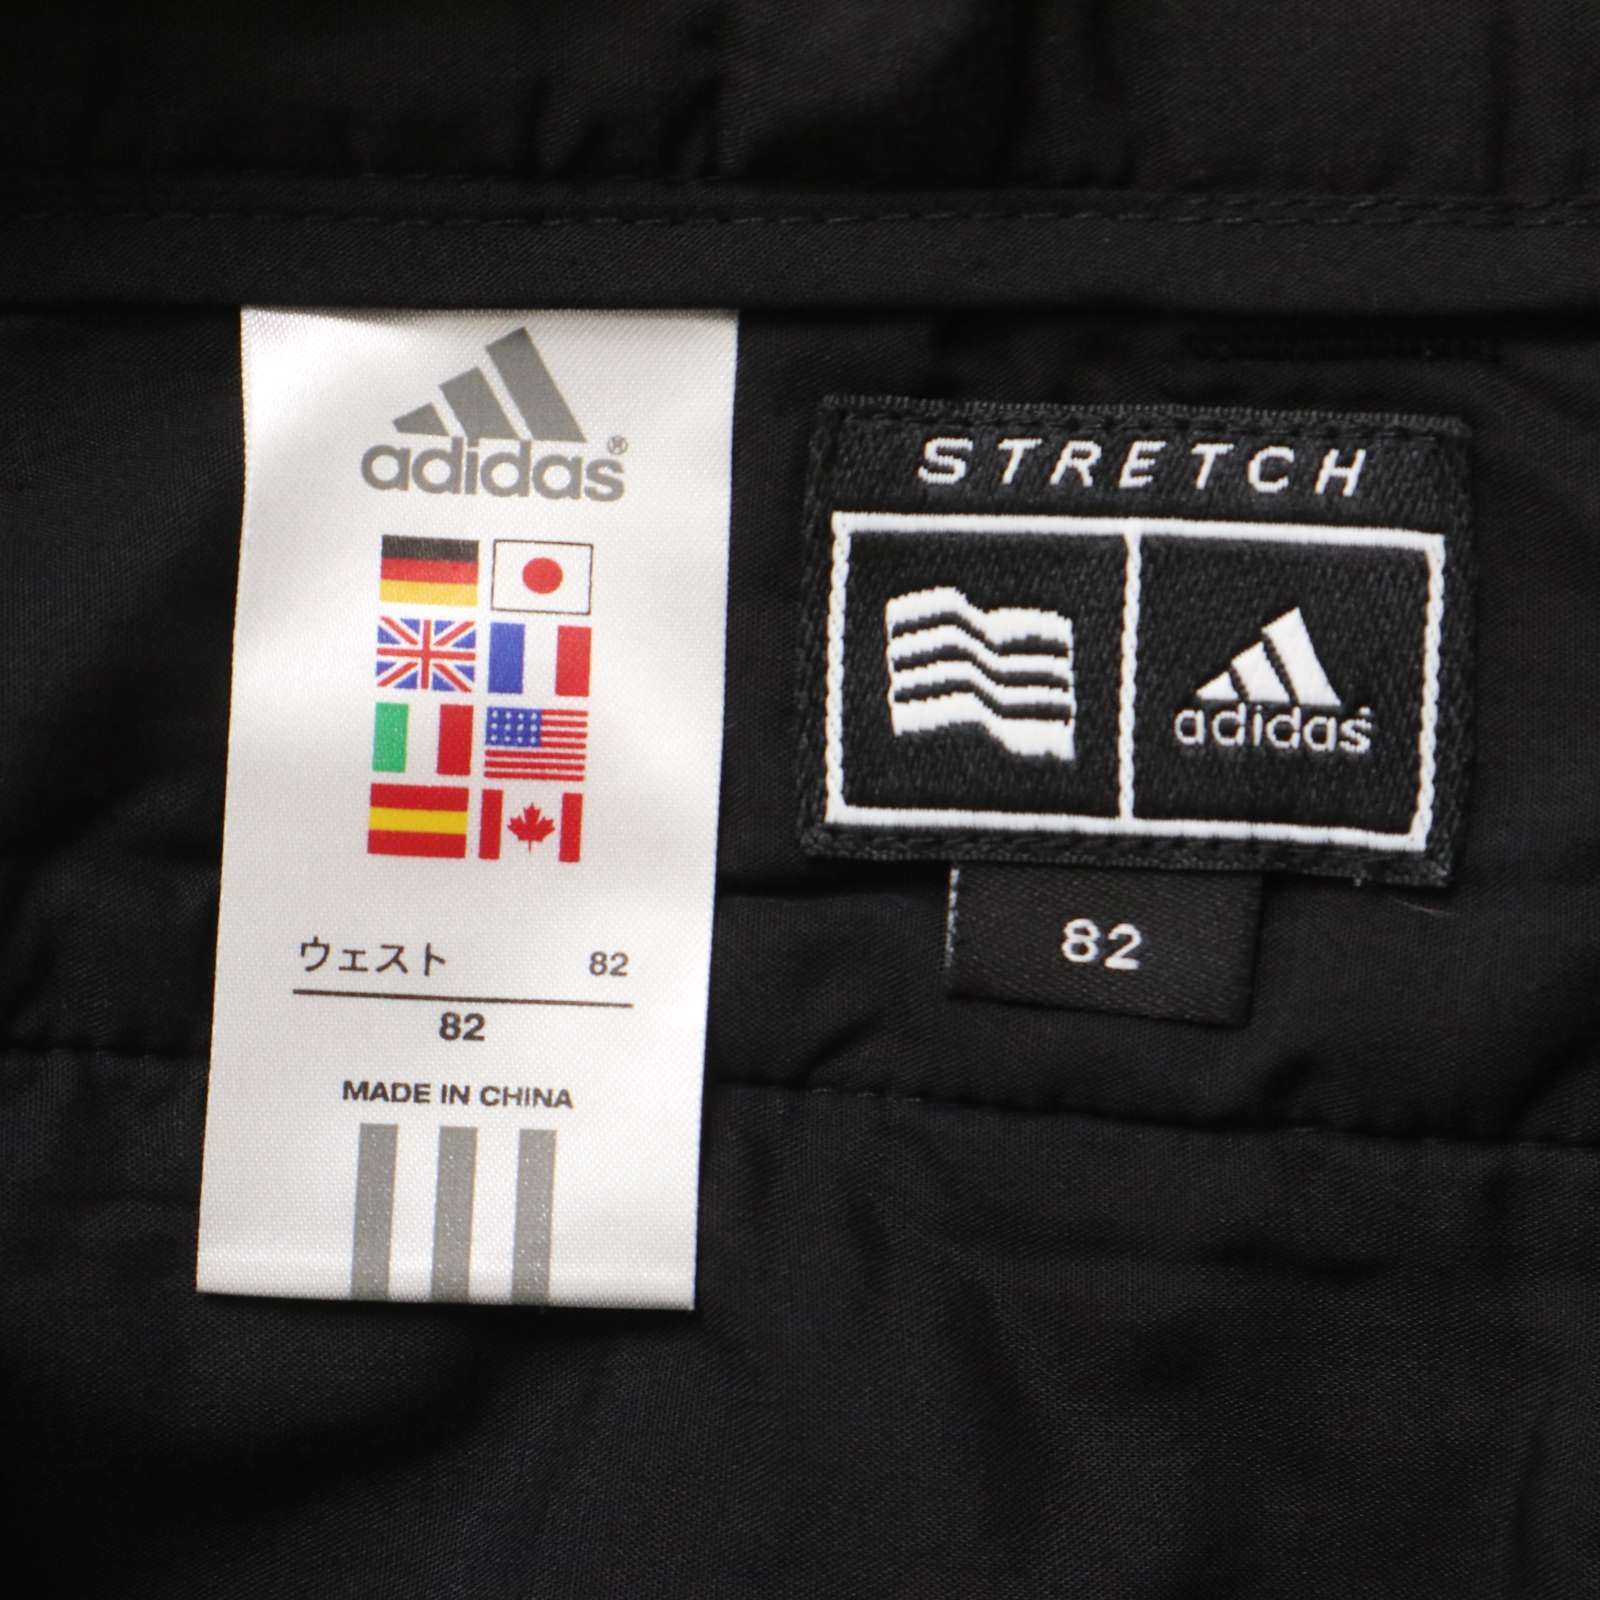 adidas®
ウェスト 82
82
MADE IN CHINA
STRETCH
adidas
82